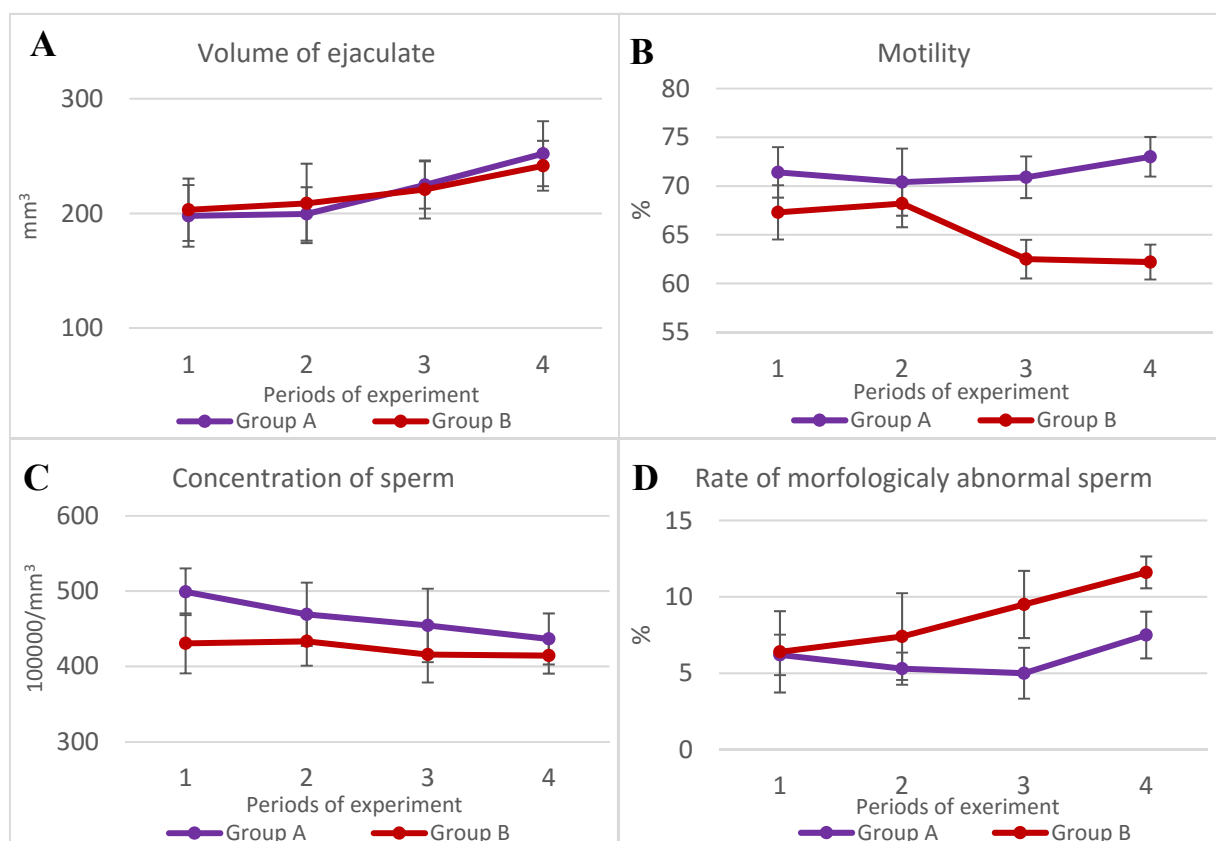 A
Volume of ejaculate
300
200
100
mm³
1 2 3 4
Periods of experiment
Group A Group B
B
Motility
80
75
70
65
60
55
%
1 2 3 4
Periods of experiment
Group A Group B
C
Concentration of sperm
600
500
400
300
100000/mm³
1 2 3 4
Periods of experiment
Group A Group B
D
Rate of morfologicaly abnormal sperm
15
10
5
0
%
1 2 3 4
Periods of exeriment
Group A Group B